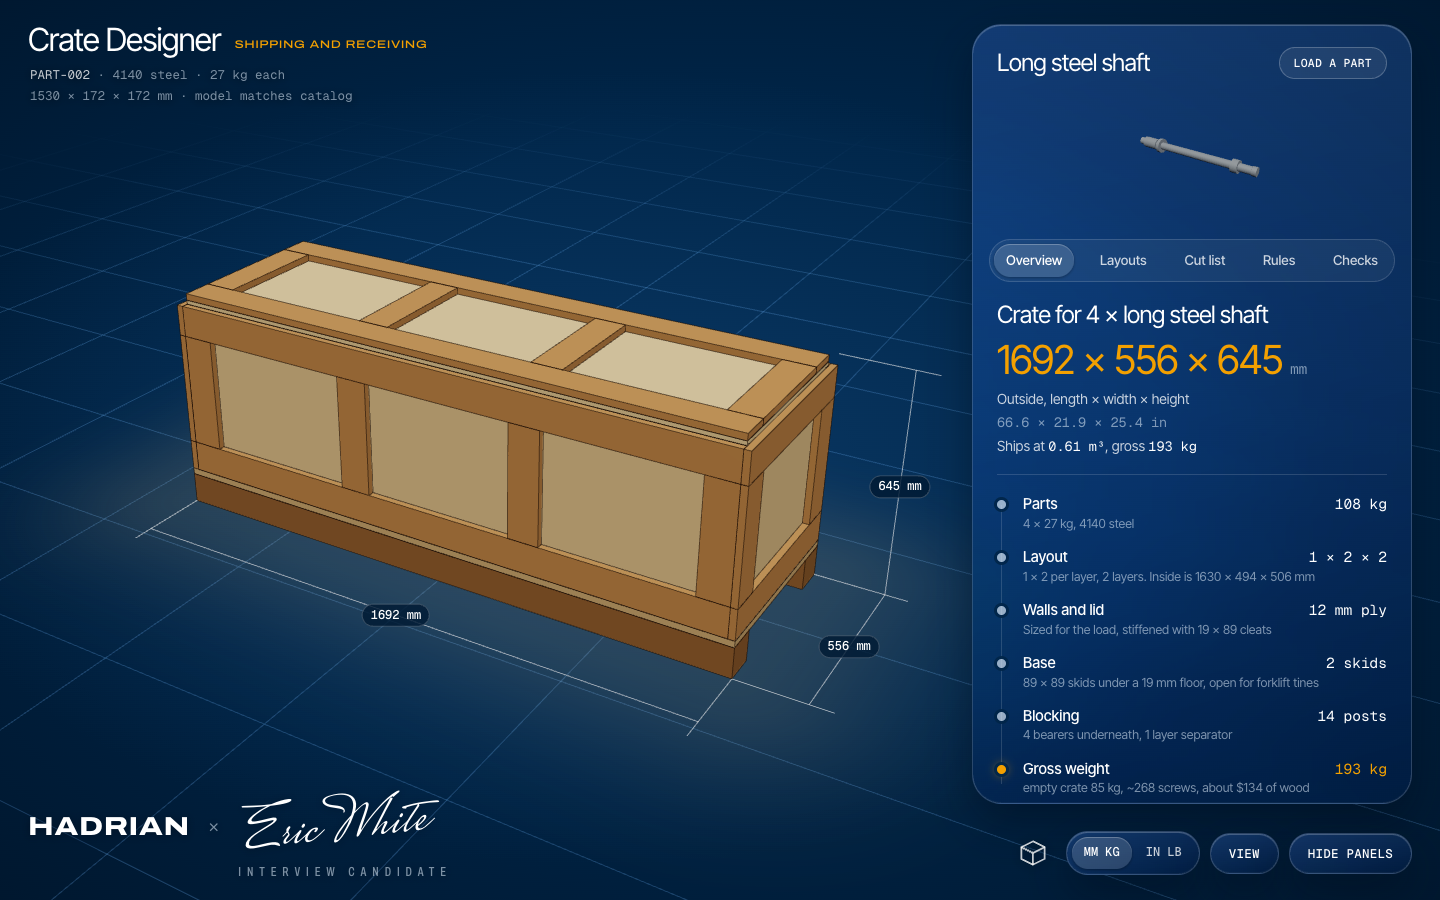 Crate Designer SHIPPING AND RECEIVING
PART-002 · 4140 steel · 27 kg each
1530 × 172 × 172 mm · model matches catalog
645 mm
1692 mm
556 mm
HADRIAN × Eric White
INTERVIEW CANDIDATE
Long steel shaft LOAD A PART
Overview Layouts Cut list Rules Checks
Crate for 4 × long steel shaft
1692 × 556 × 645 mm
Outside, length × width × height
66.6 × 21.9 × 25.4 in
Ships at 0.61 m³, gross 193 kg
Parts 108 kg
4 × 27 kg, 4140 steel
Layout 1 × 2 × 2
1 × 2 per layer, 2 layers. Inside is 1630 × 494 × 506 mm
Walls and lid 12 mm ply
Sized for the load, stiffened with 19 × 89 cleats
Base 2 skids
89 × 89 skids under a 19 mm floor, open for forklift tines
Blocking 14 posts
4 bearers underneath, 1 layer separator
Gross weight 193 kg
empty crate 85 kg, ~268 screws, about $134 of wood
MM KG IN LB VIEW HIDE PANELS